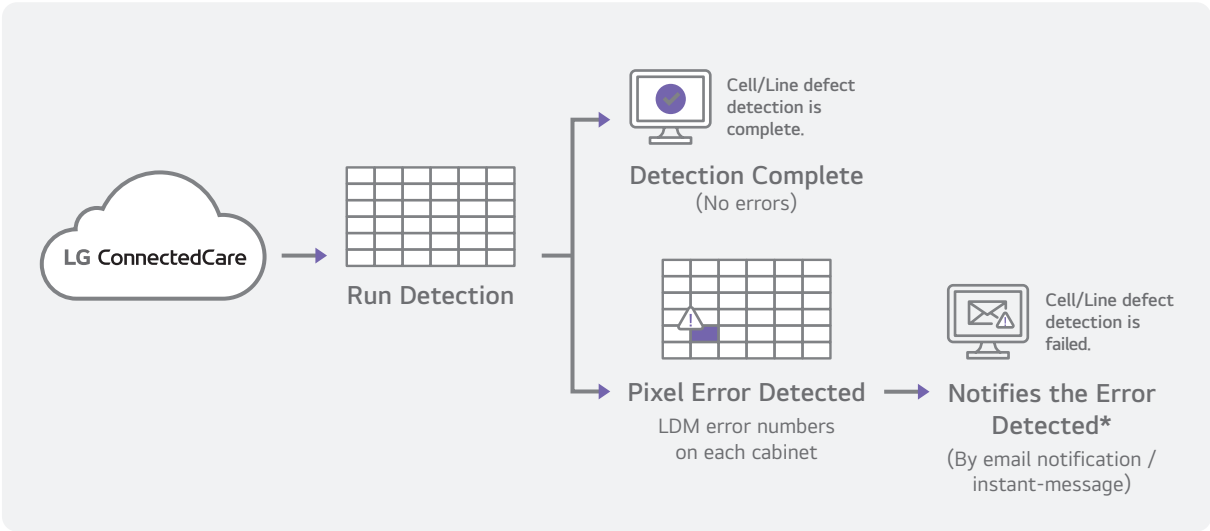 LG ConnectedCare
Run Detection
Cell/Line defect
detection is
complete.
Detection Complete
(No errors)
!
Pixel Error Detected
LDM error numbers
on each cabinet
!
Cell/Line defect
detection is
failed.
Notifies the Error
Detected*
(By email notification /
instant-message)